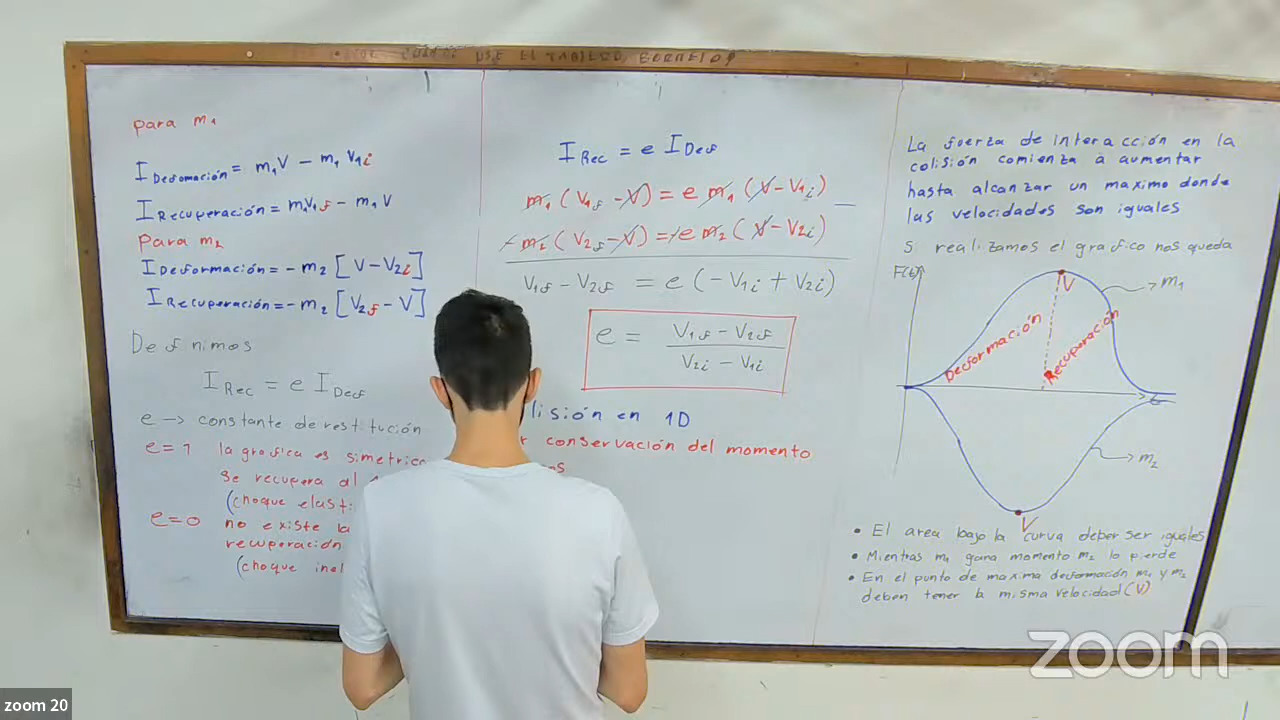 para m₁
I Deformación = m₁V - m₁ V₁i
I Recuperación = m₁V₁f - m₁ V
para m₂
I Deformación = - m₂ [V - V₂i]
I Recuperación = - m₂ [V₂f - V]
Definimos
I Rec = e I Def
e → constante de restitución
e = 1 la grafica es simetrica
se recupera al
(choque elast
e = 0 no existe la
recuperación
(choque inel
I Rec = e I Def
m₁ (V₁f - V) = e m₁ (V - V₁i)
- m₂ (V₂f - V) = - e m₂ (V - V₂i)
V₁f - V₂f = e (- V₁i + V₂i)
e = (V₁f - V₂f) / (V₂i - V₁i)
lisión en 1D
r conservación del momento
os
La fuerza de interacción en la
colisión comienza a aumentar
hasta alcanzar un maximo donde
las velocidades son iguales
S realizamos el grafico nos queda
F(t)
V
m₁
Deformación
Recuperación
t
m₂
V
• El area bajo la curva deber ser iguales
• Mientras m₁ gana momento m₂ lo pierde
• En el punto de maxima deformación m₁ y m₂
deben tener la misma velocidad (V)
zoom
zoom 20